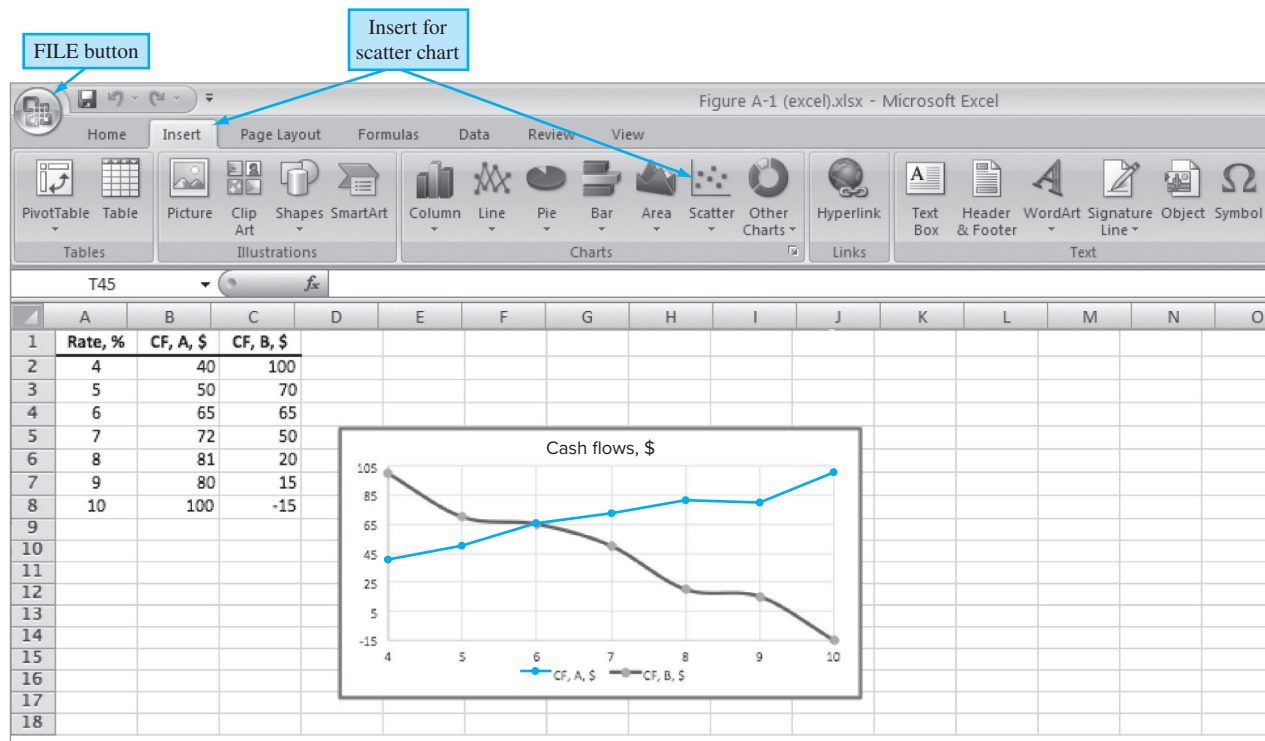 FILE button
Insert for
scatter chart
Figure A-1 (excel).xlsx - Microsoft Excel
Home Insert Page Layout Formulas Data Review View
PivotTable Table Picture Clip Art Shapes SmartArt Column Line Pie Bar Area Scatter Other Charts Hyperlink Text Box Header & Footer WordArt Signature Line Object Symbol
Tables Illustrations Charts Links Text
T45 fx
A B C D E F G H I J K L M N O
1 Rate, % CF, A, $ CF, B, $
2 4 40 100
3 5 50 70
4 6 65 65
5 7 72 50
6 8 81 20
7 9 80 15
8 10 100 -15
9
10
11
12
13
14
15
16
17
18
Cash flows, $
105
85
65
45
25
5
-15
4 5 6 7 8 9 10
CF, A, $ CF, B, $